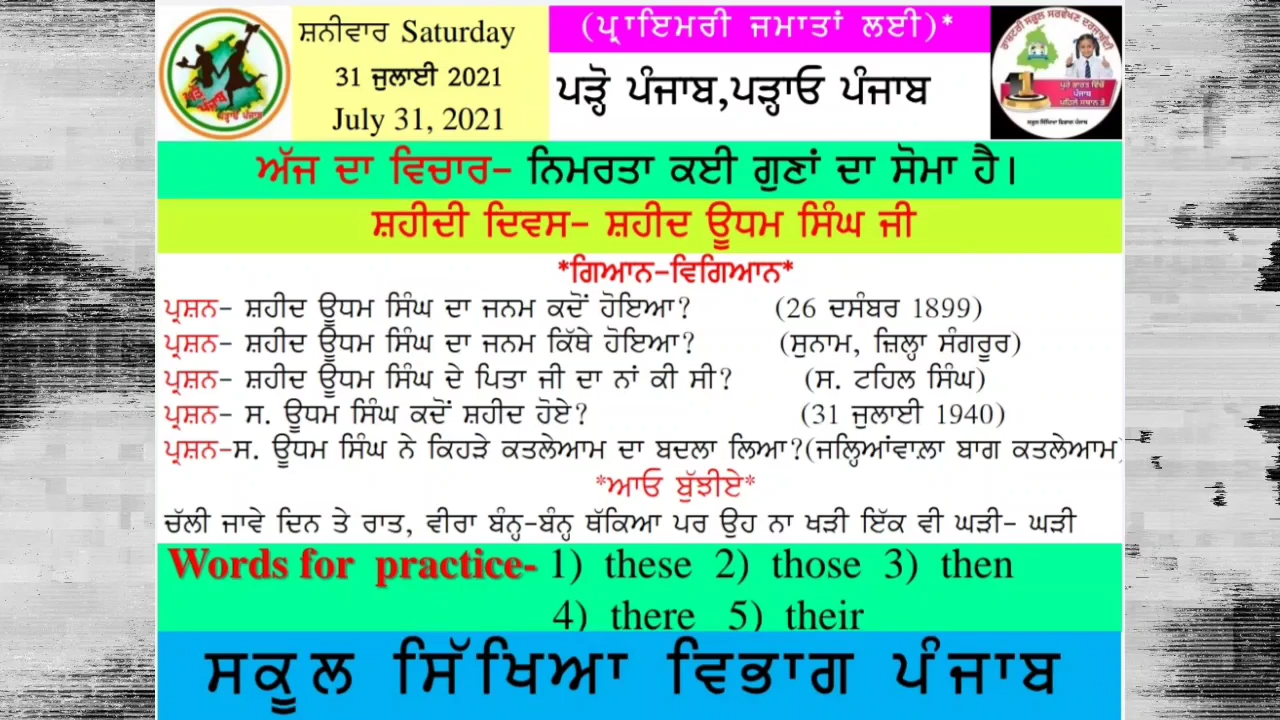 ਸ਼ਨੀਵਾਰ Saturday
31 ਜੁਲਾਈ 2021
July 31, 2021
(ਪ੍ਰਾਇਮਰੀ ਜਮਾਤਾਂ ਲਈ)*
ਪੜ੍ਹੋ ਪੰਜਾਬ,ਪੜ੍ਹਾਓ ਪੰਜਾਬ
ਅੱਜ ਦਾ ਵਿਚਾਰ- ਨਿਮਰਤਾ ਕਈ ਗੁਣਾਂ ਦਾ ਸੋਮਾ ਹੈ।
ਸ਼ਹੀਦੀ ਦਿਵਸ- ਸ਼ਹੀਦ ਊਧਮ ਸਿੰਘ ਜੀ
*ਗਿਆਨ-ਵਿਗਿਆਨ*
ਪ੍ਰਸ਼ਨ- ਸ਼ਹੀਦ ਊਧਮ ਸਿੰਘ ਦਾ ਜਨਮ ਕਦੋਂ ਹੋਇਆ? (26 ਦਸੰਬਰ 1899)
ਪ੍ਰਸ਼ਨ- ਸ਼ਹੀਦ ਊਧਮ ਸਿੰਘ ਦਾ ਜਨਮ ਕਿੱਥੇ ਹੋਇਆ? (ਸੁਨਾਮ, ਜ਼ਿਲ੍ਹਾ ਸੰਗਰੂਰ)
ਪ੍ਰਸ਼ਨ- ਸ਼ਹੀਦ ਊਧਮ ਸਿੰਘ ਦੇ ਪਿਤਾ ਜੀ ਦਾ ਨਾਂ ਕੀ ਸੀ? (ਸ. ਟਹਿਲ ਸਿੰਘ)
ਪ੍ਰਸ਼ਨ- ਸ. ਊਧਮ ਸਿੰਘ ਕਦੋਂ ਸ਼ਹੀਦ ਹੋਏ? (31 ਜੁਲਾਈ 1940)
ਪ੍ਰਸ਼ਨ-ਸ. ਊਧਮ ਸਿੰਘ ਨੇ ਕਿਹੜੇ ਕਤਲੇਆਮ ਦਾ ਬਦਲਾ ਲਿਆ?(ਜਲ੍ਹਿਆਂਵਾਲ਼ਾ ਬਾਗ ਕਤਲੇਆਮ)
*ਆਓ ਬੁੱਝੀਏ*
ਚੱਲੀ ਜਾਵੇ ਦਿਨ ਤੇ ਰਾਤ, ਵੀਰਾ ਬੰਨ੍ਹ-ਬੰਨ੍ਹ ਥੱਕਿਆ ਪਰ ਉਹ ਨਾ ਖੜੀ ਇੱਕ ਵੀ ਘੜੀ- ਘੜੀ
Words for practice- 1) these 2) those 3) then
4) there 5) their
ਸਕੂਲ ਸਿੱਖਿਆ ਵਿਭਾਗ ਪੰਜਾਬ